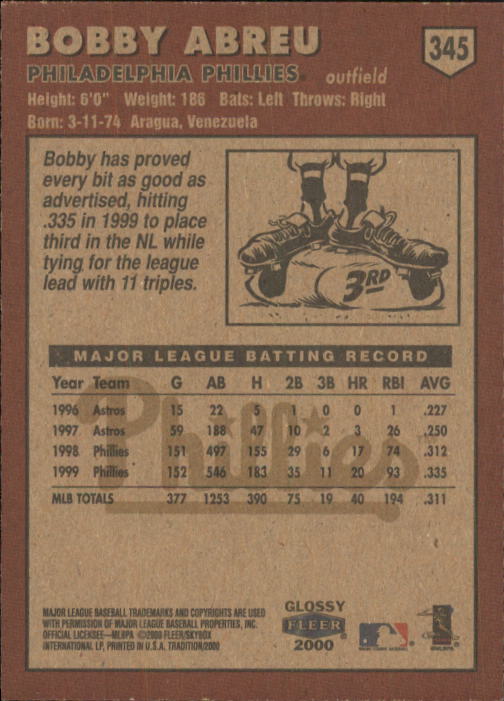 BOBBY ABREU
345
PHILADELPHIA PHILLIES outfield
Height: 6'0" Weight: 186 Bats: Left Throws: Right
Born: 3-11-74 Aragua, Venezuela
Bobby has proved
every bit as good as
advertised, hitting
.335 in 1999 to place
third in the NL while
tying for the league
lead with 11 triples.
3RD
MAJOR LEAGUE BATTING RECORD
Year Team G AB H 2B 3B HR RBI AVG
1996 Astros 15 22 5 1 0 0 1 .227
1997 Astros 59 188 47 10 2 3 26 .250
1998 Phillies 151 497 155 29 6 17 74 .312
1999 Phillies 152 546 183 35 11 20 93 .335
MLB TOTALS 377 1253 390 75 19 40 194 .311
Phillies
MAJOR LEAGUE BASEBALL TRADEMARKS AND COPYRIGHTS ARE USED
WITH PERMISSION OF MAJOR LEAGUE BASEBALL PROPERTIES, INC.
OFFICIAL LICENSEE—MLBPA ©2000 FLEER/SKYBOX
INTERNATIONAL LP, PRINTED IN U.S.A. TRADITION/2000
GLOSSY
FLEER
2000